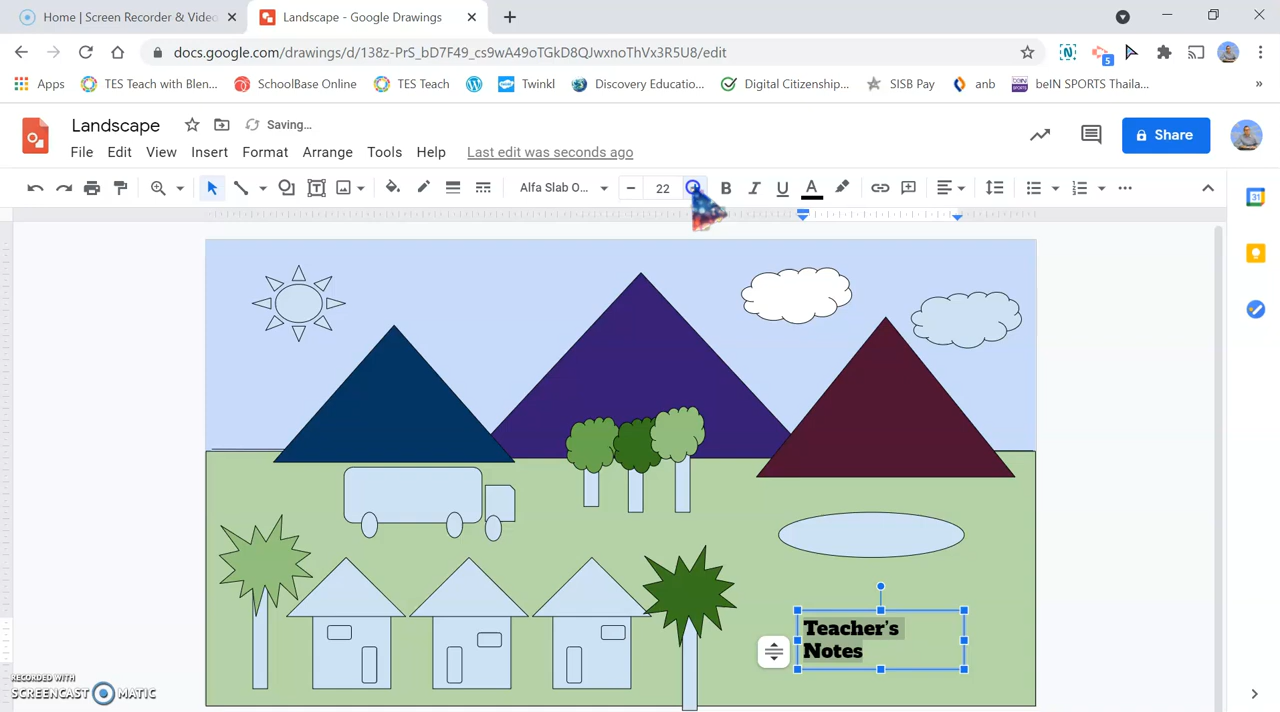 Home | Screen Recorder & Video
Landscape - Google Drawings
docs.google.com/drawings/d/138z-PrS_bD7F49_cs9wA49oTGkD8QJwxnoThVx3R5U8/edit
5
Apps
TES Teach with Blen...
SchoolBase Online
TES Teach
Twinkl
Discovery Educatio...
Digital Citizenship...
SISB Pay
anb
beIN SPORTS Thaila...
»
Landscape
Saving...
Share
File
Edit
View
Insert
Format
Arrange
Tools
Help
Last edit was seconds ago
Alfa Slab O...
22
B
I
U
A
31
Teacher's
Notes
RECORDED WITH
SCREENCAST MATIC